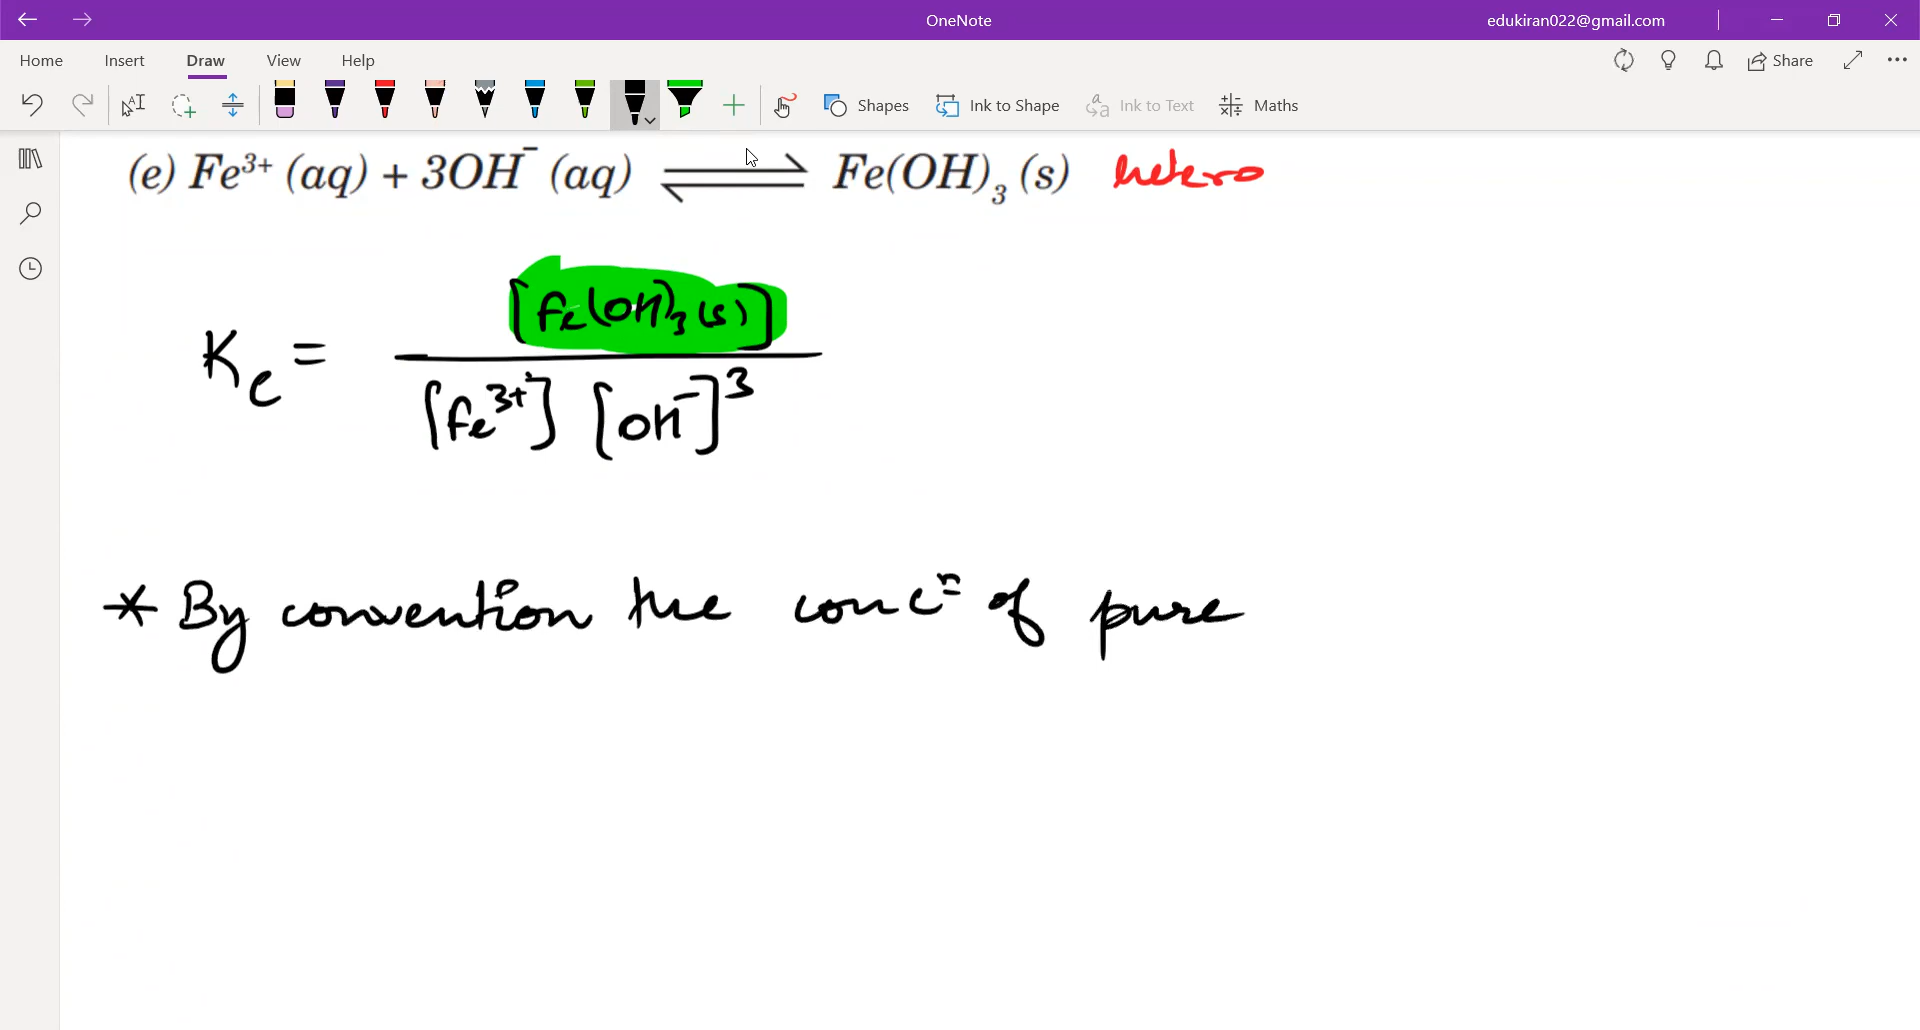 OneNote
edukiran022@gmail.com
Home Insert Draw View Help
Share
Shapes Ink to Shape Ink to Text Maths
(e) Fe³⁺ (aq) + 3OH⁻ (aq) ⇌ Fe(OH)₃ (s) hetero
[Fe(OH)₃(s)]
Kc =
[Fe³⁺] [OH⁻]³
* By convention the concⁿ of pure